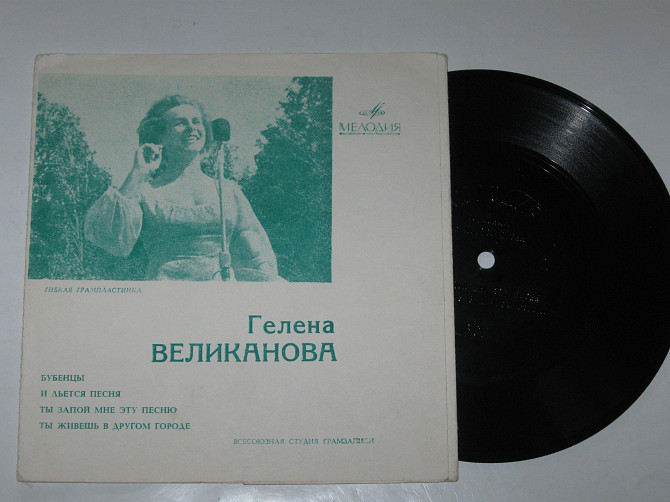 МЕЛОДИЯ
ГИБКАЯ ГРАМПЛАСТИНКА
Гелена
ВЕЛИКАНОВА
БУБЕНЦЫ
И ЛЬЕТСЯ ПЕСНЯ
ТЫ ЗАПОЙ МНЕ ЭТУ ПЕСНЮ
ТЫ ЖИВЕШЬ В ДРУГОМ ГОРОДЕ
ВСЕСОЮЗНАЯ СТУДИЯ ГРАМЗАПИСИ